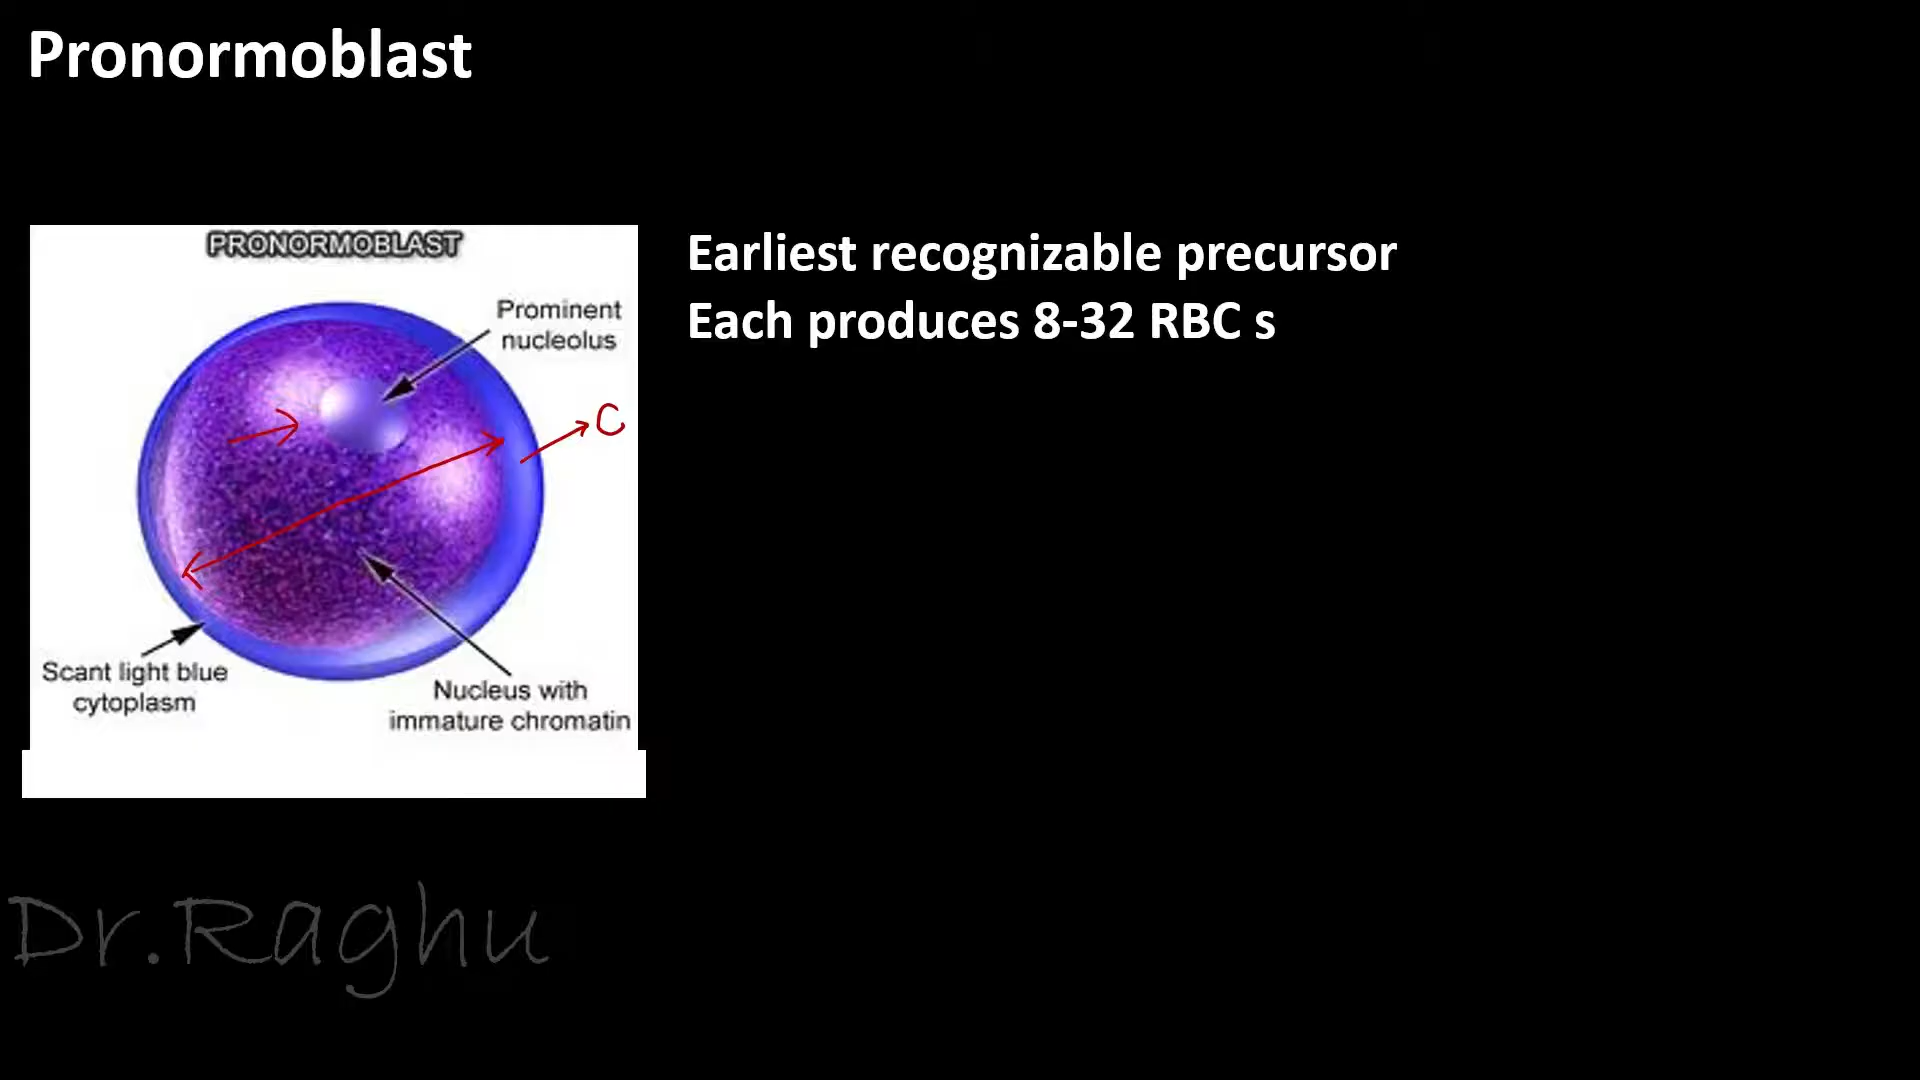 Pronormoblast
PRONORMOBLAST
Prominent
nucleolus
C
Scant light blue
cytoplasm
Nucleus with
immature chromatin
Earliest recognizable precursor
Each produces 8-32 RBC s
Dr.Raghu